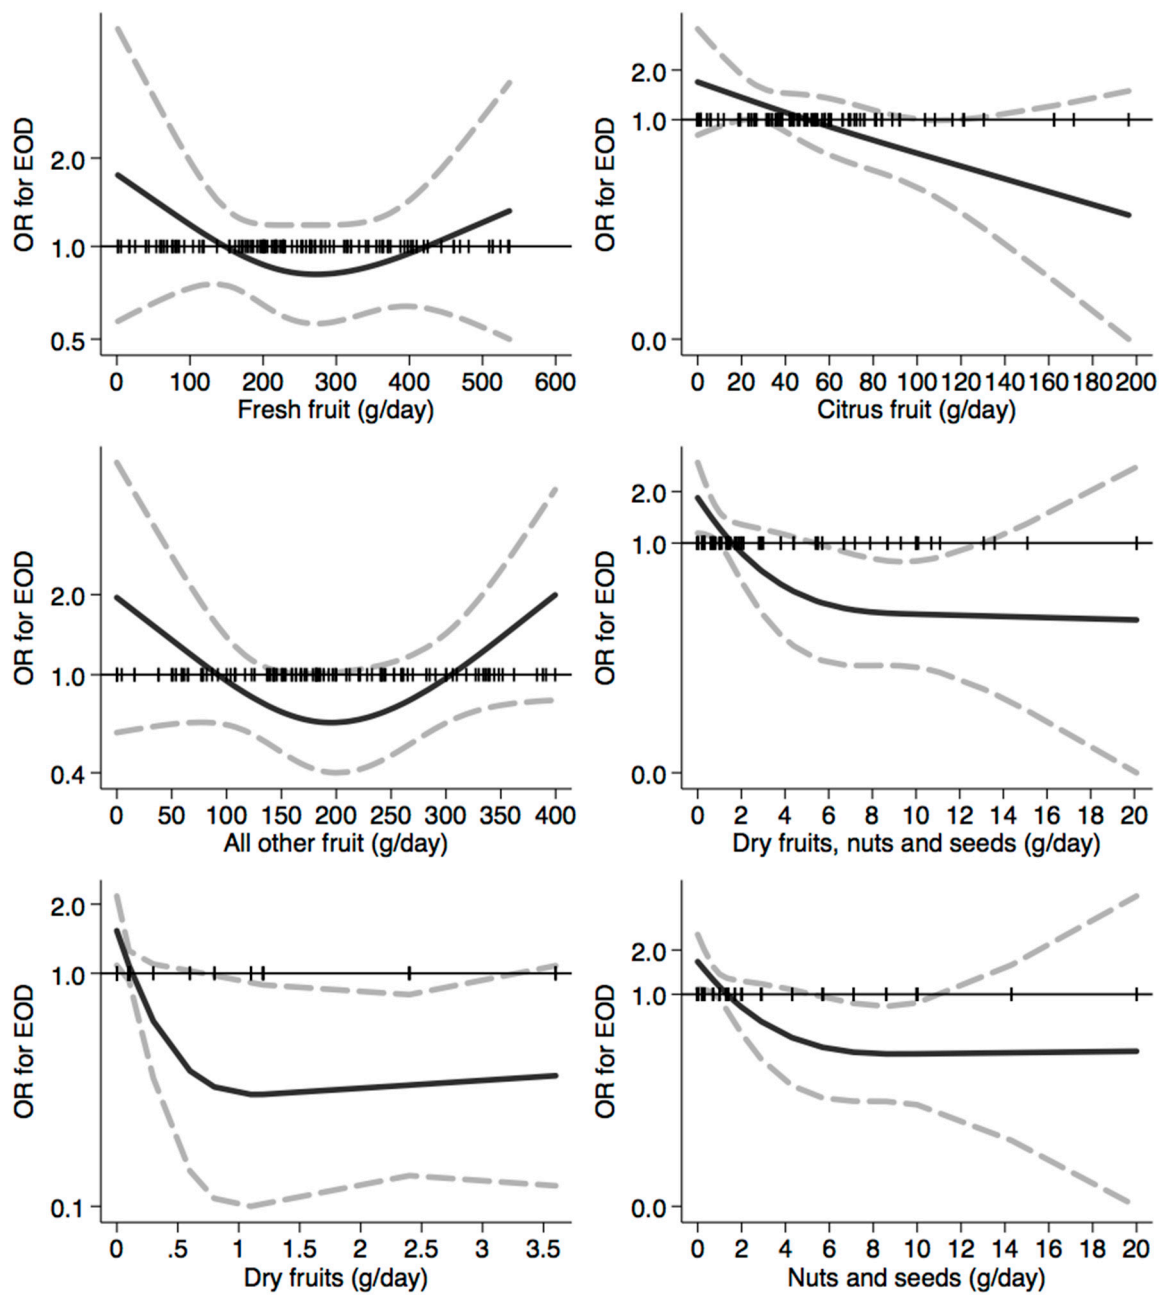 OR for EOD
2.0
1.0
0.5
0 100 200 300 400 500 600
Fresh fruit (g/day)
OR for EOD
2.0
1.0
0.0
0 20 40 60 80 100 120 140 160 180 200
Citrus fruit (g/day)
OR for EOD
2.0
1.0
0.4
0 50 100 150 200 250 300 350 400
All other fruit (g/day)
OR for EOD
2.0
1.0
0.0
0 2 4 6 8 10 12 14 16 18 20
Dry fruits, nuts and seeds (g/day)
OR for EOD
2.0
1.0
0.1
0 .5 1 1.5 2 2.5 3 3.5
Dry fruits (g/day)
OR for EOD
2.0
1.0
0.0
0 2 4 6 8 10 12 14 16 18 20
Nuts and seeds (g/day)